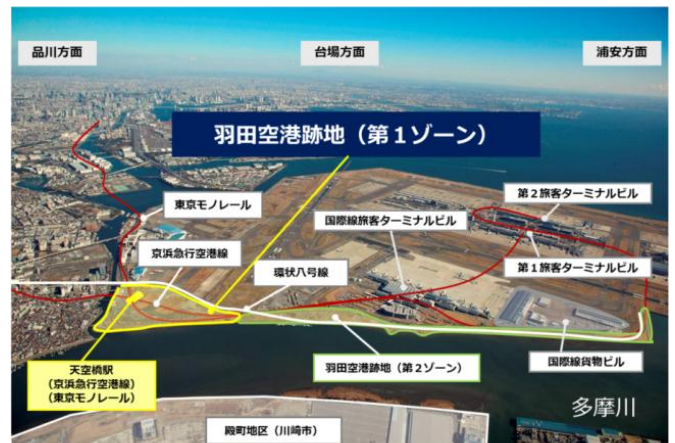 品川方面
台場方面
浦安方面
羽田空港跡地（第１ゾーン）
第２旅客ターミナルビル
東京モノレール
国際線旅客ターミナルビル
京浜急行空港線
第１旅客ターミナルビル
環状八号線
天空橋駅
（京浜急行空港線）
（東京モノレール）
羽田空港跡地（第２ゾーン）
国際線貨物ビル
多摩川
殿町地区（川崎市）